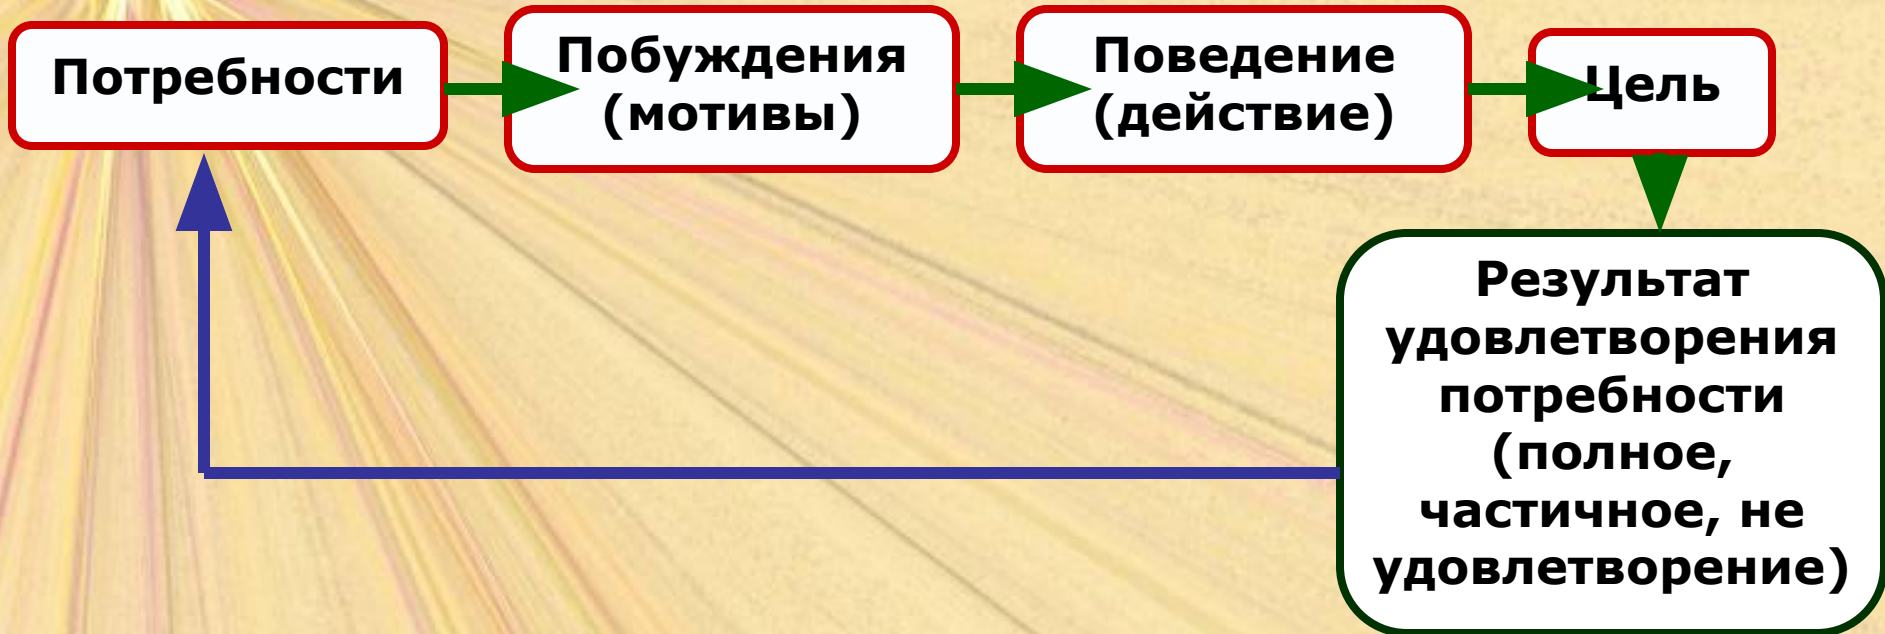 Потребности
Побуждения
(мотивы)
Поведение
(действие)
Цель
Результат
удовлетворения
потребности
(полное,
частичное, не
удовлетворение)